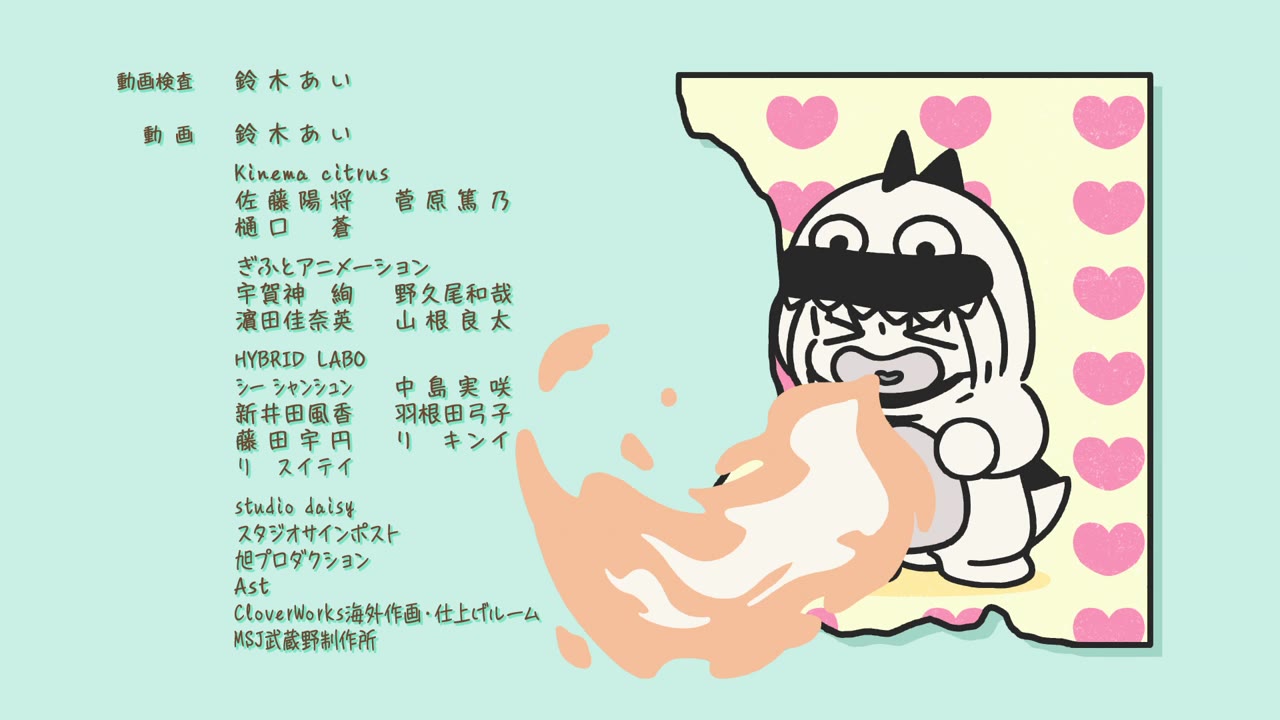 動画検査 鈴木あい
動画 鈴木あい
Kinema citrus
佐藤陽将 菅原篤乃
樋口 蒼
ぎふとアニメーション
宇賀神 絢 野久尾和哉
濵田佳奈英 山根良太
HYBRID LABO
シー シャンシュン 中島実咲
新井田風香 羽根田弓子
藤田宇円 リ キンイ
リ スイテイ
studio daisy
スタジオサインポスト
旭プロダクション
Ast
CloverWorks海外作画・仕上げルーム
MSJ武蔵野制作所